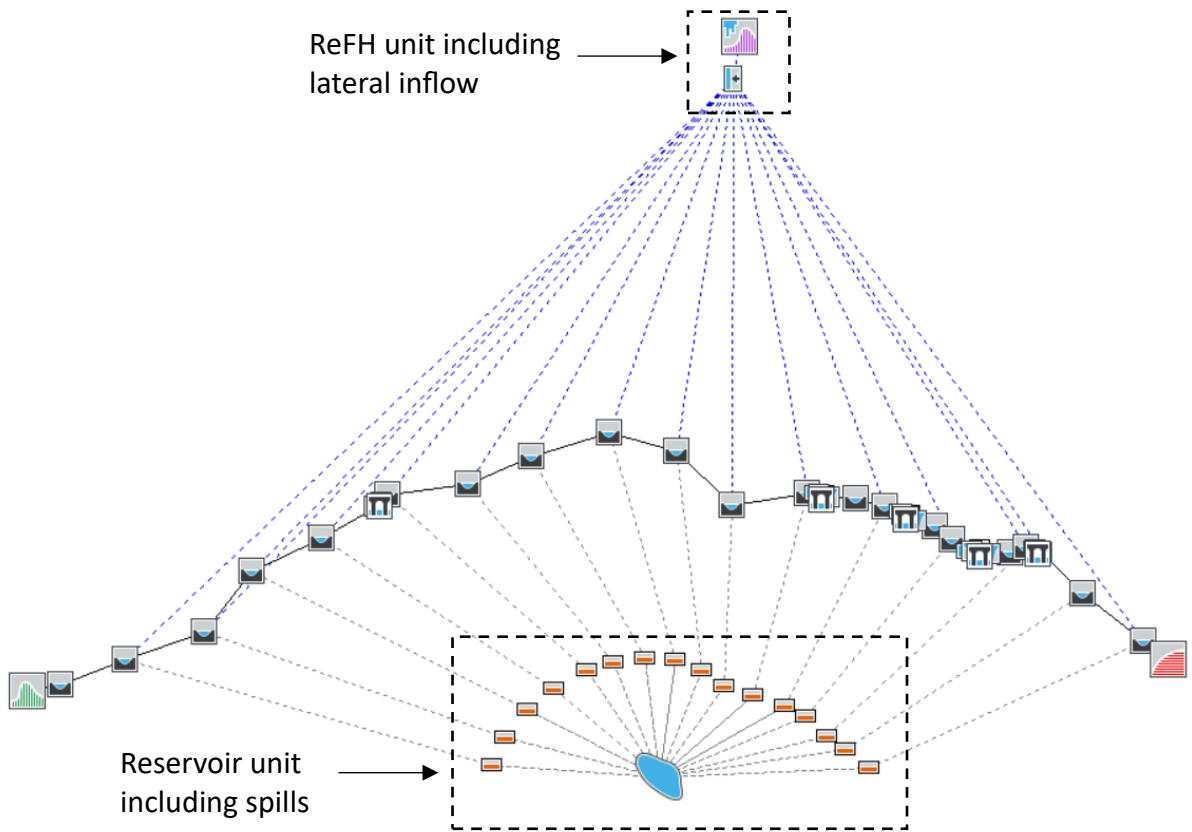 ReFH unit including
lateral inflow
Reservoir unit
including spills